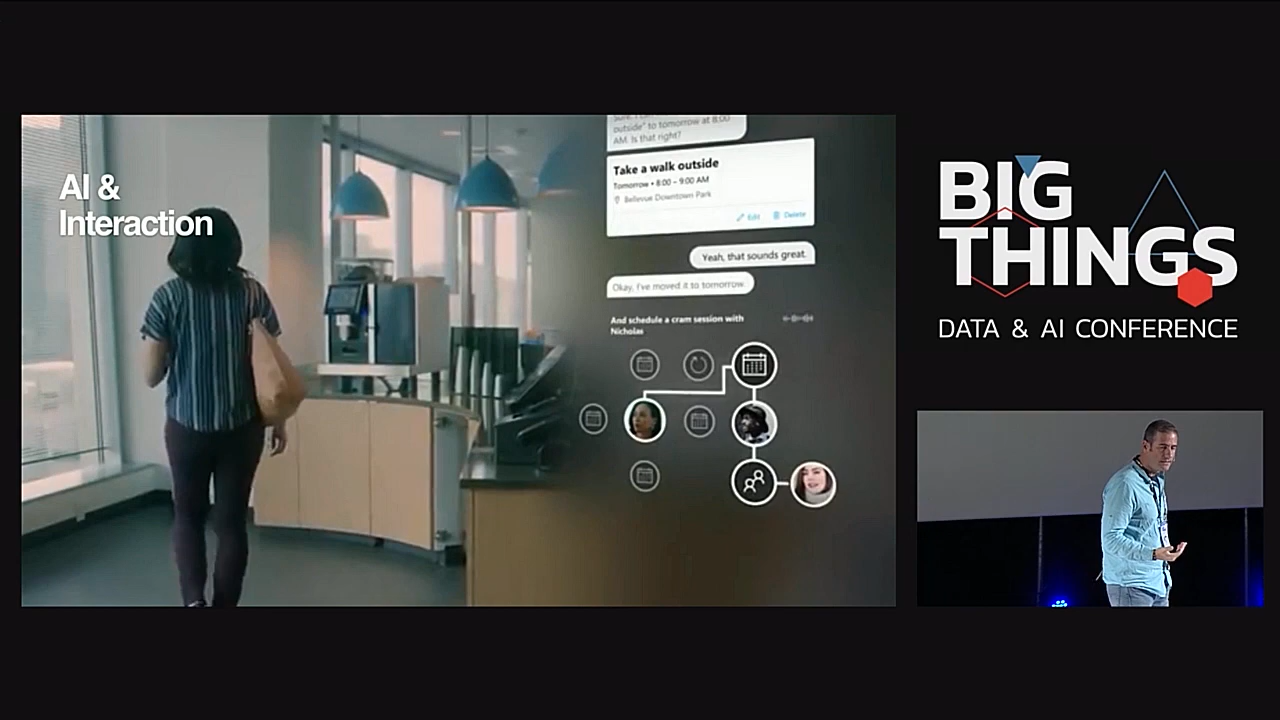 AI &
Interaction
outside" to tomorrow at 8:00
AM. Is that right?
Take a walk outside
Tomorrow • 8:00 – 9:00 AM
Bellevue Downtown Park
Edit Delete
Yeah, that sounds great.
Okay, I've moved it to tomorrow.
And schedule a cram session with
Nicholas
BIG
THINGS
DATA & AI CONFERENCE